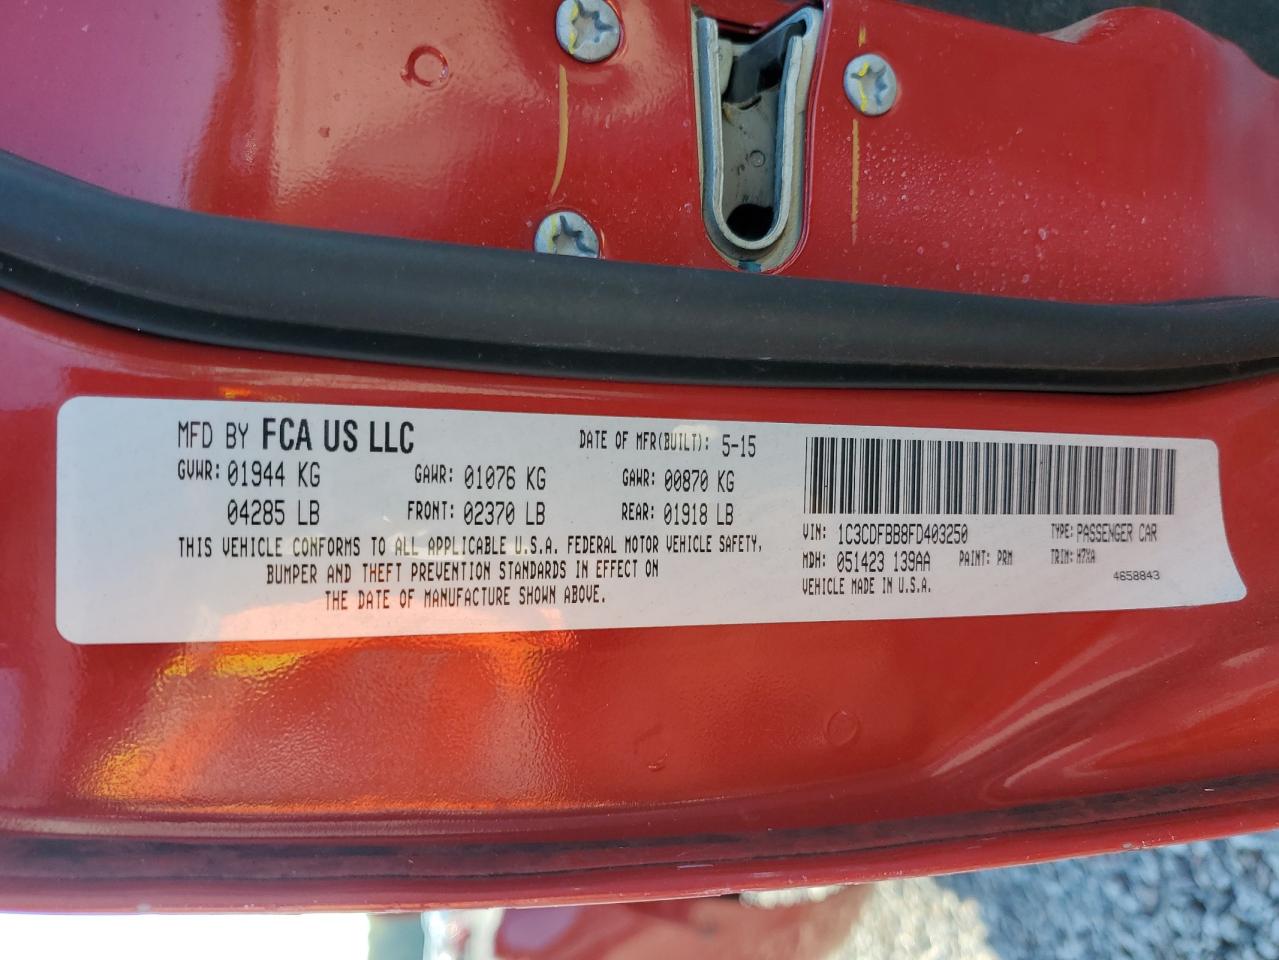 MFD BY FCA US LLC DATE OF MFR(BUILT): 5-15
GVWR: 01944 KG GAWR: 01076 KG GAWR: 00870 KG
04285 LB FRONT: 02370 LB REAR: 01918 LB
THIS VEHICLE CONFORMS TO ALL APPLICABLE U.S.A. FEDERAL MOTOR VEHICLE SAFETY,
BUMPER AND THEFT PREVENTION STANDARDS IN EFFECT ON
THE DATE OF MANUFACTURE SHOWN ABOVE.
VIN: 1C3CDFBB8FD403250 TYPE: PASSENGER CAR
MDH: 051423 139AA PAINT: PRM TRIM: H7XA
VEHICLE MADE IN U.S.A. 4658843